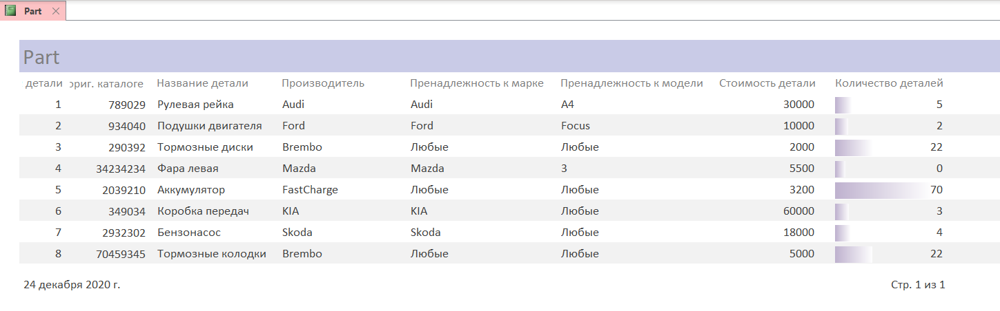 Part
Part
детали ориг. каталоге Название детали Производитель Пренадлежность к марке Пренадлежность к модели Стоимость детали Количество деталей
1 789029 Рулевая рейка Audi Audi A4 30000 5
2 934040 Подушки двигателя Ford Ford Focus 10000 2
3 290392 Тормозные диски Brembo Любые Любые 2000 22
4 34234234 Фара левая Mazda Mazda 3 5500 0
5 2039210 Аккумулятор FastCharge Любые Любые 3200 70
6 349034 Коробка передач KIA KIA Любые 60000 3
7 2932302 Бензонасос Skoda Skoda Любые 18000 4
8 70459345 Тормозные колодки Brembo Любые Любые 5000 22
24 декабря 2020 г. Стр. 1 из 1